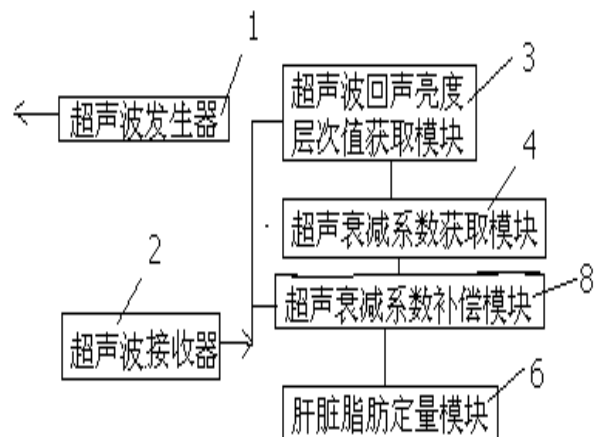 1
超声波发生器
3
超声波回声亮度
层次值获取模块
4
超声衰减系数获取模块
2
超声波接收器
8
超声衰减系数补偿模块
6
肝脏脂肪定量模块